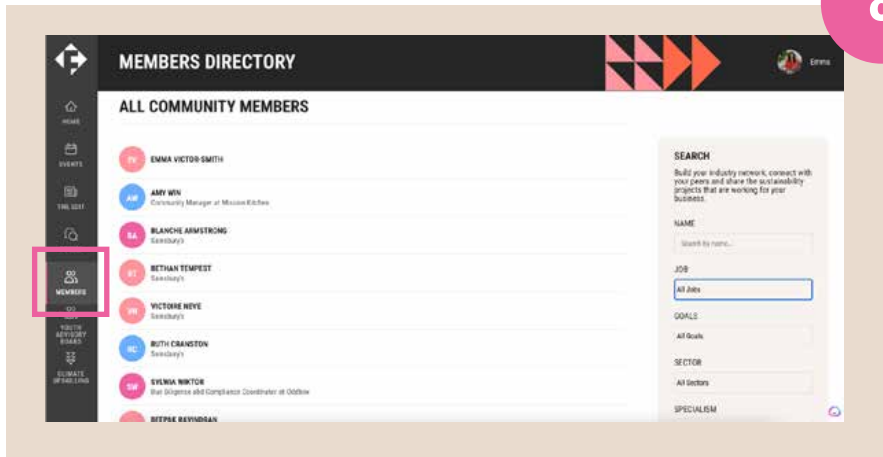 MEMBERS DIRECTORY
Emma
ALL COMMUNITY MEMBERS
HOME
EVENTS
MEMBERS
YOUTH
ADVISORY
BOARD
CLIMATE
UPSKILLING
EV
EMMA VICTOR-SMITH
AW
AMY WIN
Community Manager at Mission Kitchen
BA
BLANCHE ARMSTRONG
Sainsbury's
BT
BETHAN TEMPEST
Sainsbury's
VN
VICTOIRE NEVE
Sainsbury's
RC
RUTH CRANSTON
Sainsbury's
SW
SYLWIA WIKTOR
Due Diligence and Compliance Coordinator at Oddbox
SEARCH
Build your industry network, connect with
your peers and share the sustainability
projects that are working for your
business.
NAME
Search by name...
JOB
All Jobs
GOALS
All Goals
SECTOR
All Sectors
SPECIALISM